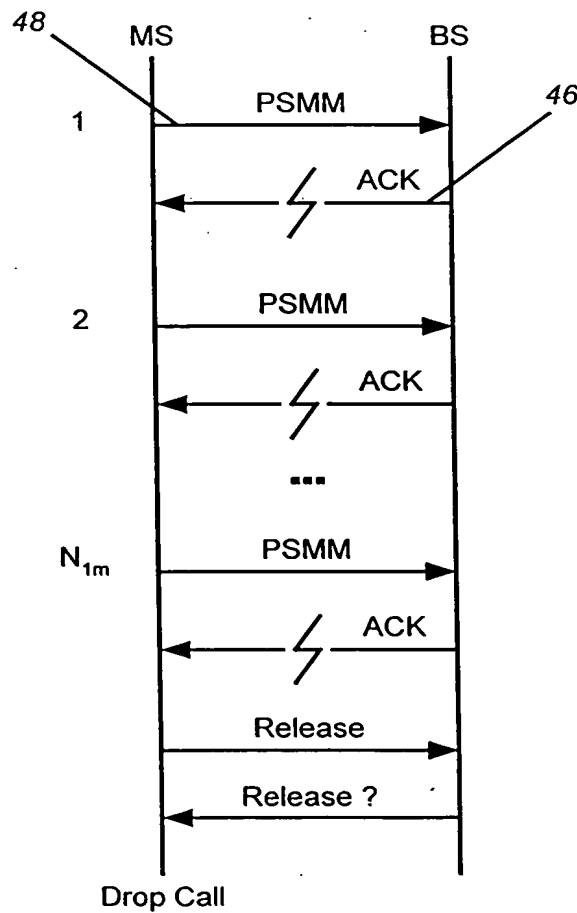 48
MS
BS
46
1
PSMM
ACK
2
PSMM
ACK
...
N1m
PSMM
ACK
Release
Release ?
Drop Call